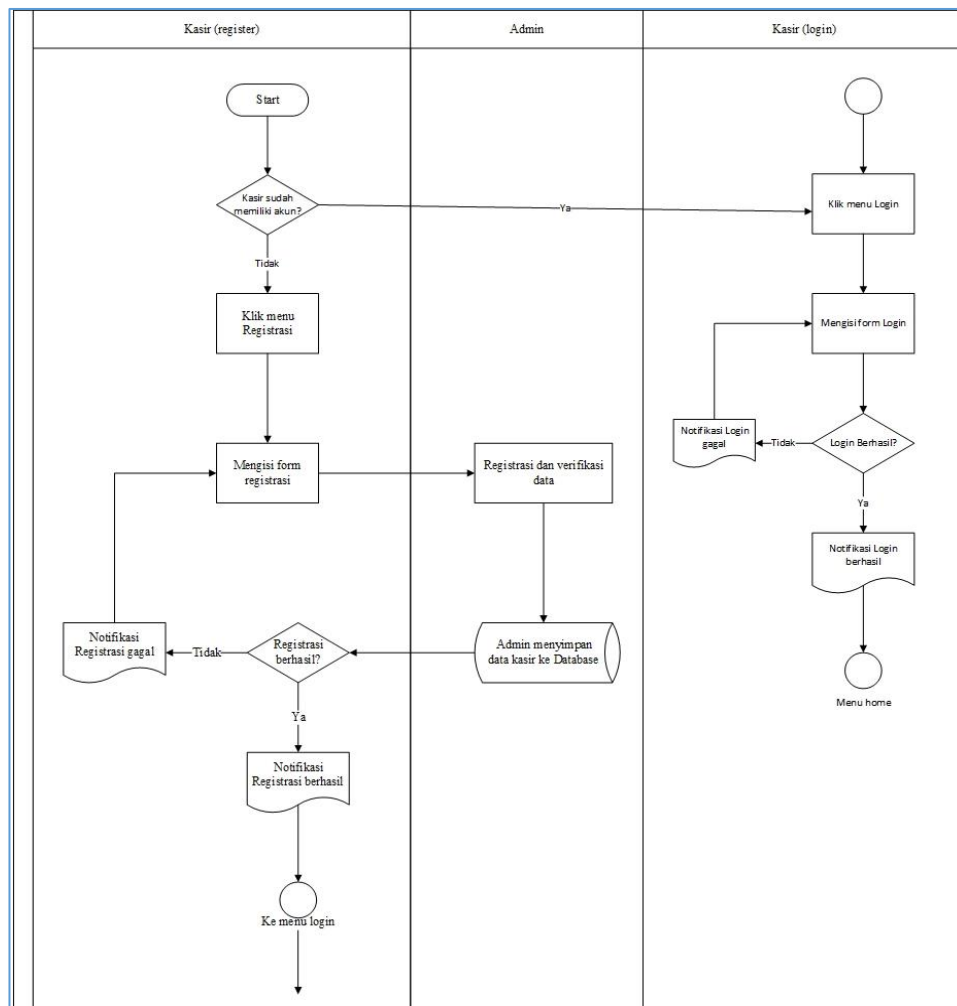 Kasir (register)
Admin
Kasir (login)
Start
Kasir sudah
memiliki akun?
Ya
Klik menu Login
Tidak
Klik menu
Registrasi
Mengisi form Login
Notifikasi Login
gagal
Tidak
Login Berhasil?
Mengisi form
registrasi
Registrasi dan verifikasi
data
Ya
Notifikasi Login
berhasil
Notifikasi
Registrasi gagal
Tidak
Registrasi
berhasil?
Admin menyimpan
data kasir ke Database
Menu home
Ya
Notifikasi
Registrasi berhasil
Ke menu login